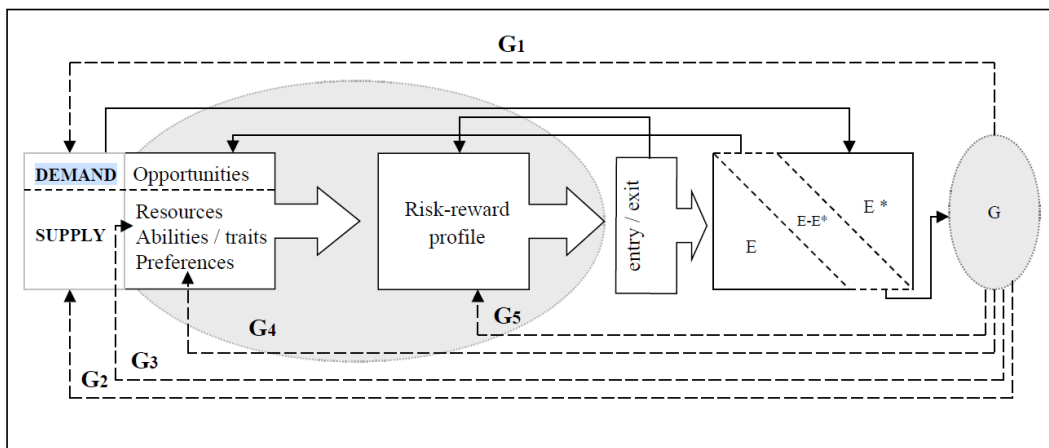 G1
DEMAND
Opportunities
Resources
Abilities / traits
Preferences
SUPPLY
Risk-reward
profile
entry / exit
E
E-E*
E *
G
G5
G4
G3
G2